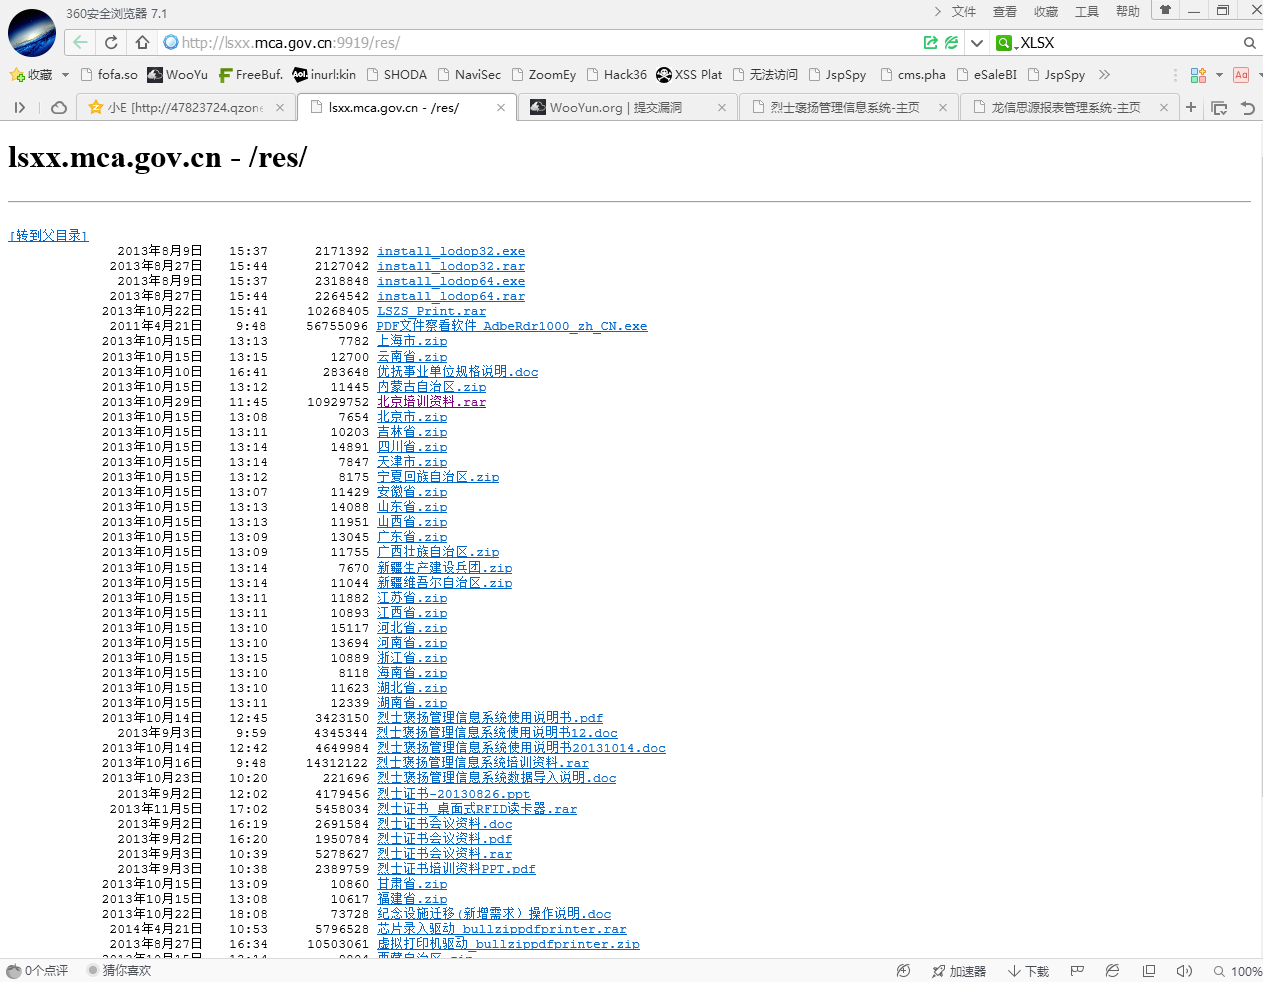 360安全浏览器 7.1
文件 查看 收藏 工具 帮助
http://lsxx.mca.gov.cn:9919/res/
XLSX
收藏 fofa.so WooYu FreeBuf. inurl:kin SHODA NaviSec ZoomEy Hack36 XSS Plat 无法访问 JspSpy cms.pha eSaleBI JspSpy
小E [http://47823724.qzone lsxx.mca.gov.cn - /res/ WooYun.org | 提交漏洞 烈士褒扬管理信息系统-主页 龙信思源报表管理系统-主页
lsxx.mca.gov.cn - /res/
[转到父目录]
2013年8月9日 15:37 2171392 install_lodop32.exe
2013年8月27日 15:44 2127042 install_lodop32.rar
2013年8月9日 15:37 2318848 install_lodop64.exe
2013年8月27日 15:44 2264542 install_lodop64.rar
2013年10月22日 15:41 10268405 LSZS_Print.rar
2011年4月21日 9:48 56755096 PDF文件察看软件_AdbeRdr1000_zh_CN.exe
2013年10月15日 13:13 7782 上海市.zip
2013年10月15日 13:15 12700 云南省.zip
2013年10月10日 16:41 283648 优抚事业单位规格说明.doc
2013年10月15日 13:12 11445 内蒙古自治区.zip
2013年10月29日 11:45 10929752 北京培训资料.rar
2013年10月15日 13:08 7654 北京市.zip
2013年10月15日 13:11 10203 吉林省.zip
2013年10月15日 13:14 14891 四川省.zip
2013年10月15日 13:14 7847 天津市.zip
2013年10月15日 13:12 8175 宁夏回族自治区.zip
2013年10月15日 13:07 11429 安徽省.zip
2013年10月15日 13:13 14088 山东省.zip
2013年10月15日 13:13 11951 山西省.zip
2013年10月15日 13:09 13045 广东省.zip
2013年10月15日 13:09 11755 广西壮族自治区.zip
2013年10月15日 13:14 7670 新疆生产建设兵团.zip
2013年10月15日 13:14 11044 新疆维吾尔自治区.zip
2013年10月15日 13:11 11882 江苏省.zip
2013年10月15日 13:11 10893 江西省.zip
2013年10月15日 13:10 15117 河北省.zip
2013年10月15日 13:10 13694 河南省.zip
2013年10月15日 13:15 10889 浙江省.zip
2013年10月15日 13:10 8118 海南省.zip
2013年10月15日 13:10 11623 湖北省.zip
2013年10月15日 13:11 12339 湖南省.zip
2013年10月14日 12:45 3423150 烈士褒扬管理信息系统使用说明书.pdf
2013年9月3日 9:59 4345344 烈士褒扬管理信息系统使用说明书12.doc
2013年10月14日 12:42 4649984 烈士褒扬管理信息系统使用说明书20131014.doc
2013年10月16日 9:48 14312122 烈士褒扬管理信息系统培训资料.rar
2013年10月23日 10:20 221696 烈士褒扬管理信息系统数据导入说明.doc
2013年9月2日 12:02 4179456 烈士证书-20130826.ppt
2013年11月5日 17:02 5458034 烈士证书_桌面式RFID读卡器.rar
2013年9月2日 16:19 2691584 烈士证书会议资料.doc
2013年9月2日 16:20 1950784 烈士证书会议资料.pdf
2013年9月3日 10:39 5278627 烈士证书会议资料.rar
2013年9月3日 10:38 2389759 烈士证书培训资料PPT.pdf
2013年10月15日 13:09 10860 甘肃省.zip
2013年10月15日 13:08 10617 福建省.zip
2013年10月22日 18:08 73728 纪念设施迁移(新增需求）操作说明.doc
2014年4月21日 10:53 5796528 芯片录入驱动_bullzippdfprinter.rar
2013年8月27日 16:34 10503061 虚拟打印机驱动_bullzippdfprinter.zip
2013年10月15日 13:14 8804 西藏自治区.zip
0个点评 猜你喜欢 加速器 下载 100%